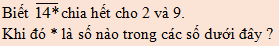 Biết 14* chia hết cho 2 và 9.
Khi đó * là số nào trong các số dưới đây ?